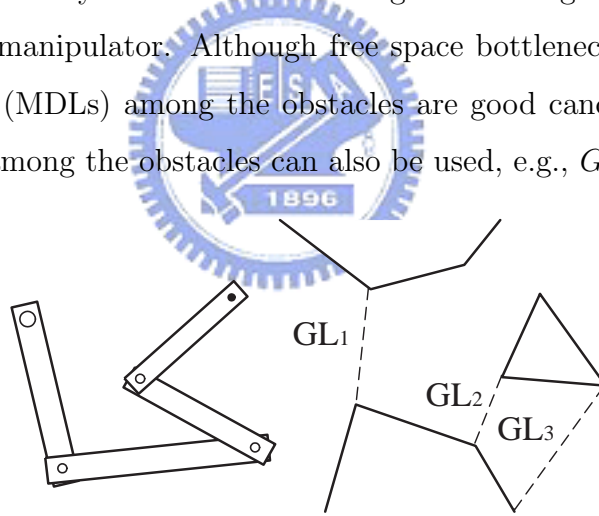 manipulator. Although free space bottlenec
(MDLs) among the obstacles are good canc
mong the obstacles can also be used, e.g., G
E S A
1896
GL1
GL2
GL3